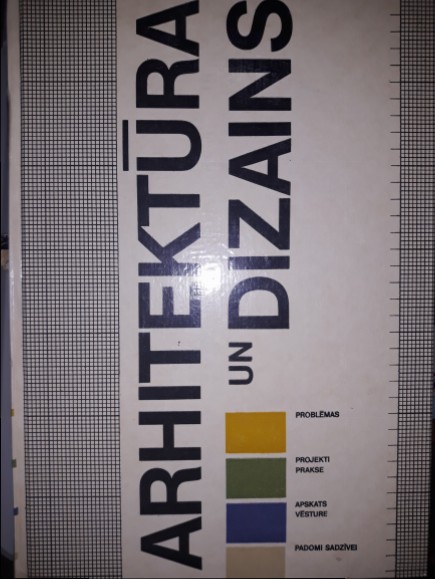 ARHITEKTŪRA
UN DIZAINS
PROBLĒMAS
PROJEKTI
PRAKSE
APSKATS
VĒSTURE
PADOMI SADZĪVEI